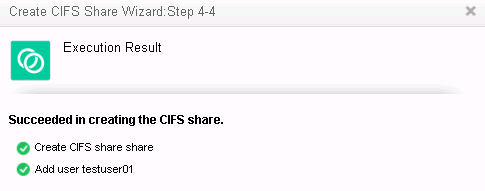 Create CIFS Share Wizard:Step 4-4
Execution Result
Succeeded in creating the CIFS share.
Create CIFS share share
Add user testuser01